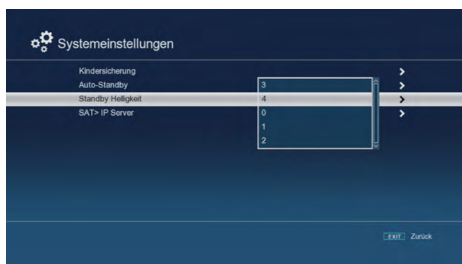 Systemeinstellungen
Kindersicherung
Auto-Standby
3
Standby Helligkeit
4
SAT> IP Server
0
1
2
EXIT Zurück